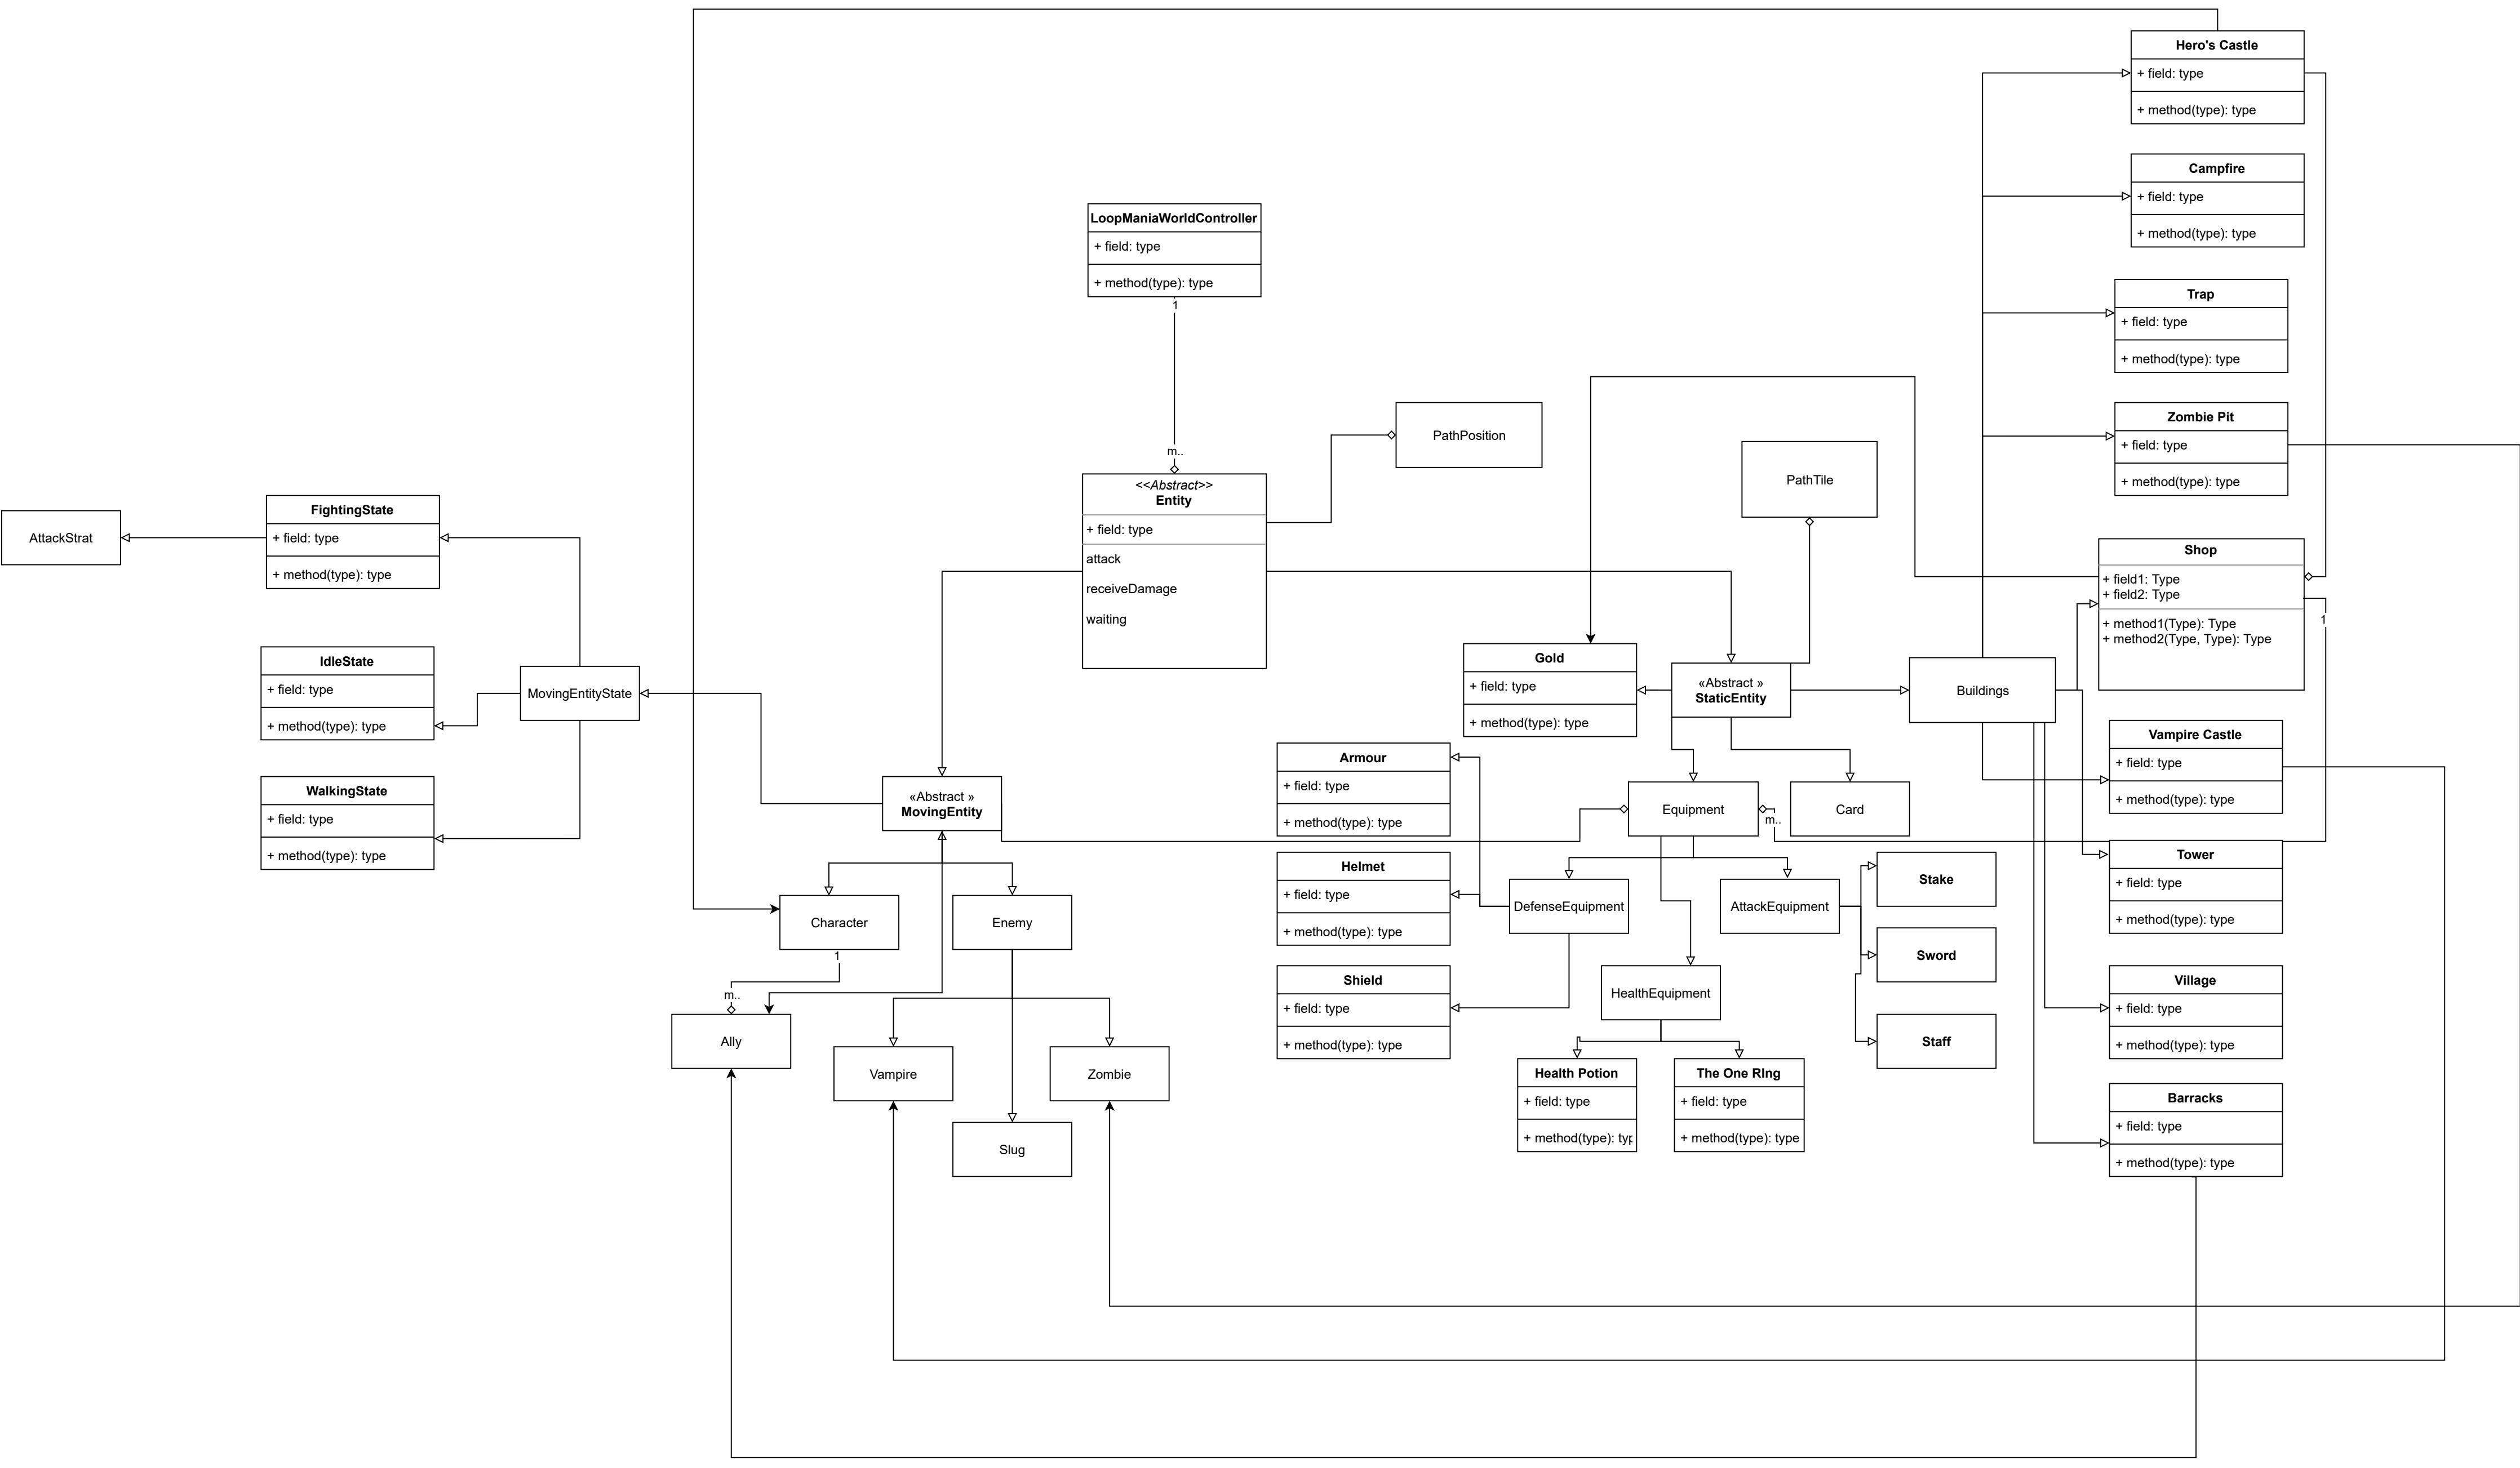 Hero's Castle
+ field: type
+ method(type): type
Campfire
+ field: type
+ method(type): type
LoopManiaWorldController
+ field: type
+ method(type): type
1
m..
Trap
+ field: type
+ method(type): type
PathPosition
Zombie Pit
+ field: type
+ method(type): type
PathTile
<<Abstract>>
Entity
+ field: type
attack
receiveDamage
waiting
FightingState
+ field: type
+ method(type): type
AttackStrat
Shop
+ field1: Type
+ field2: Type
+ method1(Type): Type
+ method2(Type, Type): Type
1
IdleState
+ field: type
+ method(type): type
MovingEntityState
Gold
+ field: type
+ method(type): type
«Abstract »
StaticEntity
Buildings
Vampire Castle
+ field: type
+ method(type): type
Armour
+ field: type
+ method(type): type
WalkingState
+ field: type
+ method(type): type
«Abstract »
MovingEntity
Equipment
m..
Card
Tower
+ field: type
+ method(type): type
Helmet
+ field: type
+ method(type): type
Stake
DefenseEquipment
AttackEquipment
Character
1
Enemy
Sword
Shield
+ field: type
+ method(type): type
HealthEquipment
Village
+ field: type
+ method(type): type
m..
Ally
Staff
Vampire
Zombie
Health Potion
+ field: type
+ method(type): typ
The One RIng
+ field: type
+ method(type): type
Barracks
+ field: type
+ method(type): type
Slug